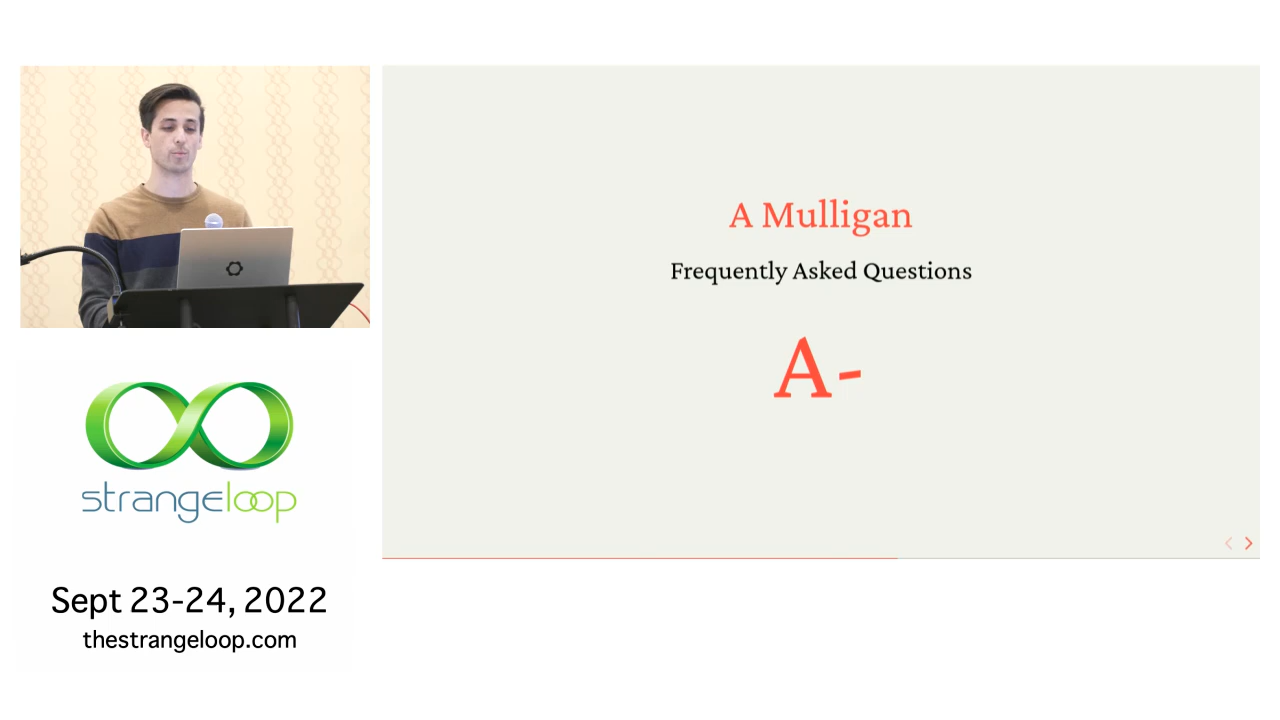 A Mulligan
Frequently Asked Questions
A-
strangeloop
Sept 23-24, 2022
thestrangeloop.com